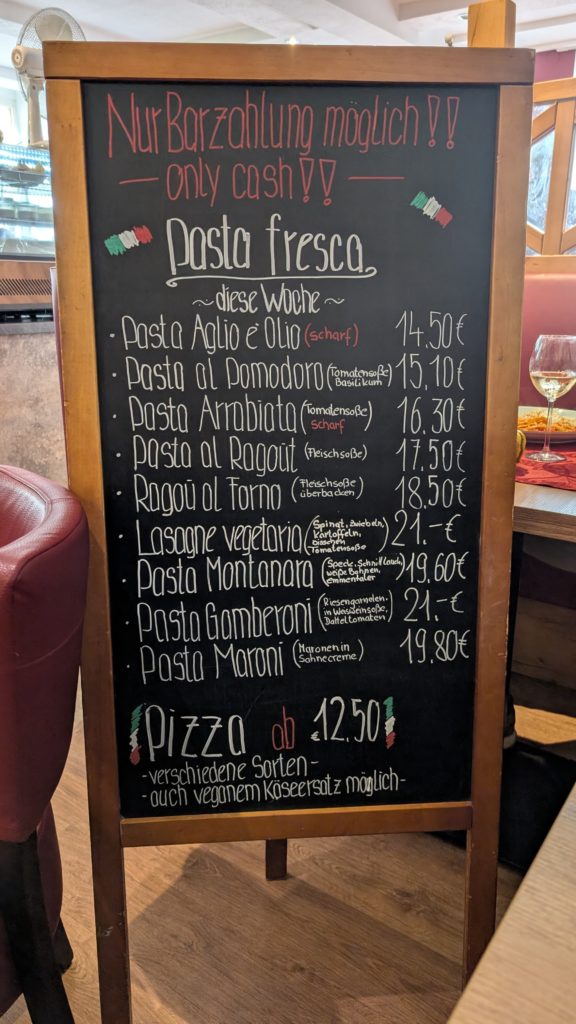 Nur Barzahlung möglich!!
- only cash!! -
Pasta fresca
~ diese Woche ~
· Pasta Aglio e Olio (scharf) 14.50€
· Pasta al Pomodoro (Tomatensoße Basilikum) 15,10€
· Pasta Arrabiata (Tomatensoße scharf) 16.30€
· Pasta al Ragoút (Fleischsoße) 17.50€
· Ragoú al Forno (Fleischsoße überbacken) 18,50€
· Lasagne vegetaria (Spinat, Zwiebeln, Kartoffeln, bisschen Tomatensoße) 21.-€
· Pasta Montanara (Speck, Schnittlauch, weiße Bohnen, emmentaler) 19,60€
· Pasta Gamberoni (Riesengarnelen, in Weissweinsoße, Datteltomaten) 21.-€
· Pasta Maroni (Maronen in Sahnecreme) 19,80€
Pizza ab €12,50!
- verschiedene Sorten -
- auch veganem Käseersatz möglich -